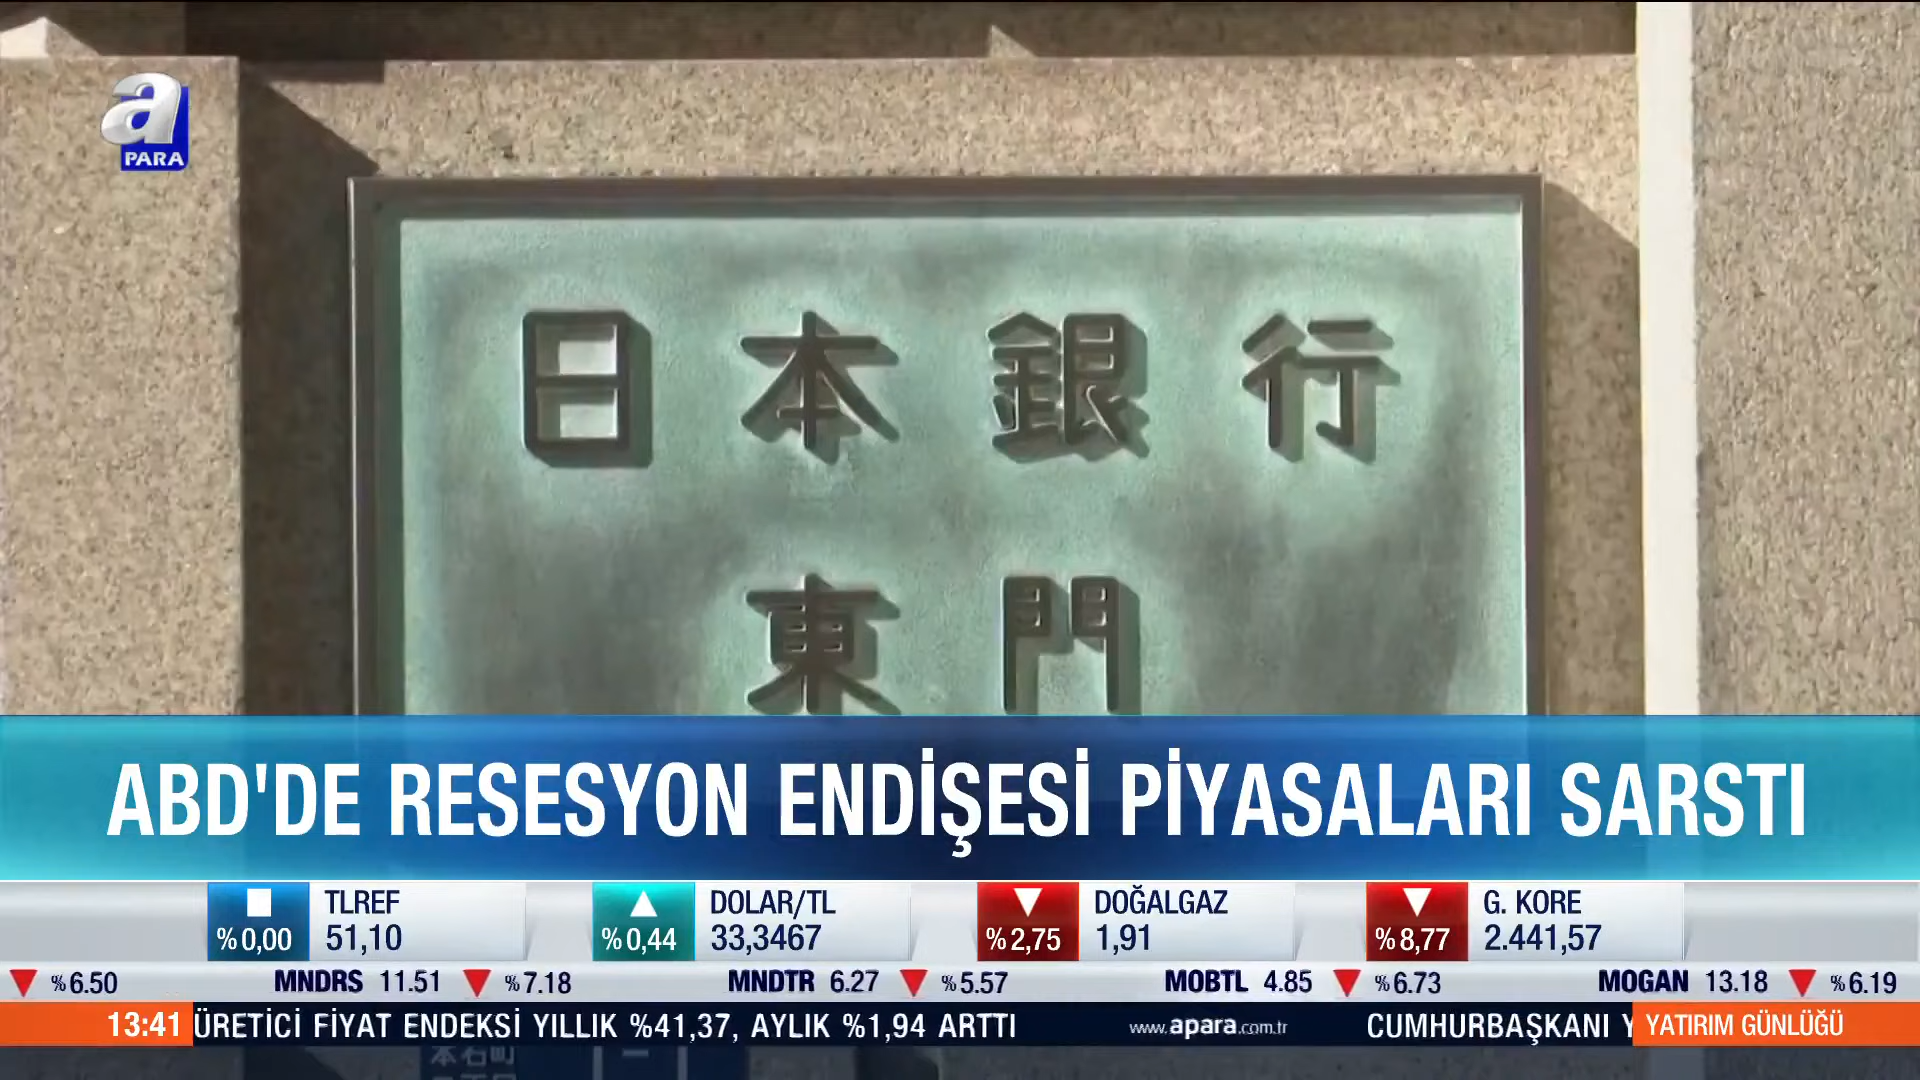 a
PARA
日本銀行
東門
ABD'DE RESESYON ENDİŞESİ PİYASALARI SARSTI
%0,00 TLREF 51,10
%0,44 DOLAR/TL 33,3467
%2,75 DOĞALGAZ 1,91
%8,77 G. KORE 2.441,57
%6.50 MNDRS 11.51 %7.18 MNDTR 6.27 %5.57 MOBTL 4.85 %6.73 MOGAN 13.18 %6.19
13:41 ÜRETİCİ FİYAT ENDEKSİ YILLIK %41,37, AYLIK %1,94 ARTTI www.apara.com.tr CUMHURBAŞKANI YATIRIM GÜNLÜĞÜ